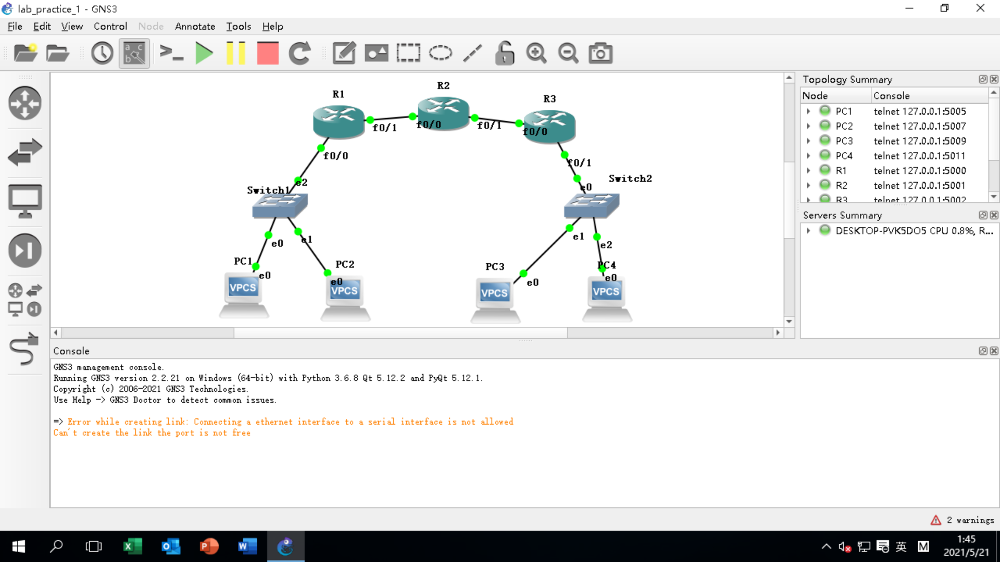 lab_practice_1 - GNS3
File Edit View Control Node Annotate Tools Help
R1
R2
R3
f0/1
f0/0
f0/1
f0/0
f0/0
f0/1
e2
Switch1
Switch2
e0
e0
e1
e1
e2
PC1
e0
PC2
e0
PC3
e0
PC4
e0
VPCS
VPCS
VPCS
VPCS
Topology Summary
Node Console
PC1 telnet 127.0.0.1:5005
PC2 telnet 127.0.0.1:5007
PC3 telnet 127.0.0.1:5009
PC4 telnet 127.0.0.1:5011
R1 telnet 127.0.0.1:5000
R2 telnet 127.0.0.1:5001
R3 telnet 127.0.0.1:5002
Servers Summary
DESKTOP-PVK5DO5 CPU 0.8%, R...
Console
GNS3 management console.
Running GNS3 version 2.2.21 on Windows (64-bit) with Python 3.6.8 Qt 5.12.2 and PyQt 5.12.1.
Copyright (c) 2006-2021 GNS3 Technologies.
Use Help -> GNS3 Doctor to detect common issues.
=> Error while creating link: Connecting a ethernet interface to a serial interface is not allowed
Can't create the link the port is not free
2 warnings
英 M
1:45
2021/5/21